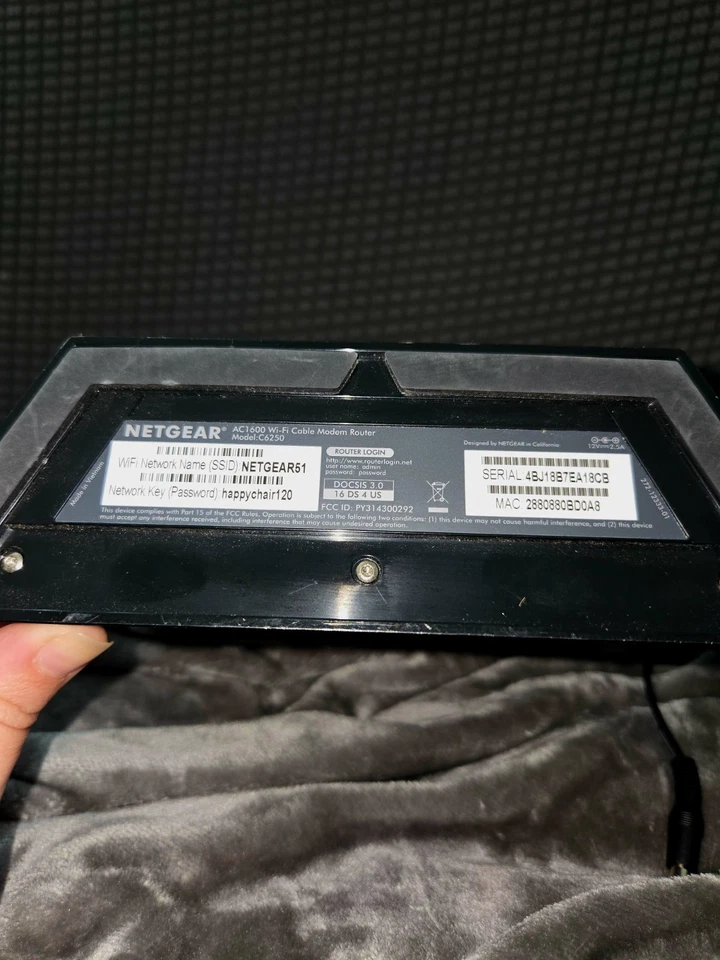 NETGEAR® AC1600 Wi-Fi Cable Modem Router
Model:C6250
WiFi Network Name (SSID) NETGEAR51
Network Key (Password) happychair120
ROUTER LOGIN
http://www.routerlogin.net
user name: admin
password: password
DOCSIS 3.0
16 DS 4 US
FCC ID: PY314300292
Designed by NETGEAR in California
12V 2.5A
SERIAL 4BJ18B7EA18CB
MAC: 2880880BD0A8
Made in Vietnam
272-12353-01
This device complies with Part 15 of the FCC Rules. Operation is subject to the following two conditions: (1) this device may not cause harmful interference, and (2) this device
must accept any interference received, including interference that may cause undesired operation.